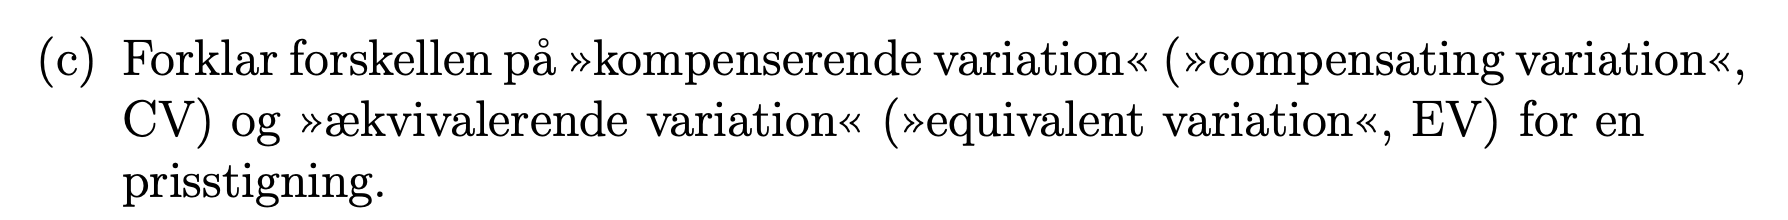 (c) Forklar forskellen på »kompenserende variation« (»compensating variation«,
CV) og »ækvivalerende variation« (»equivalent variation«, EV) for en
prisstigning.